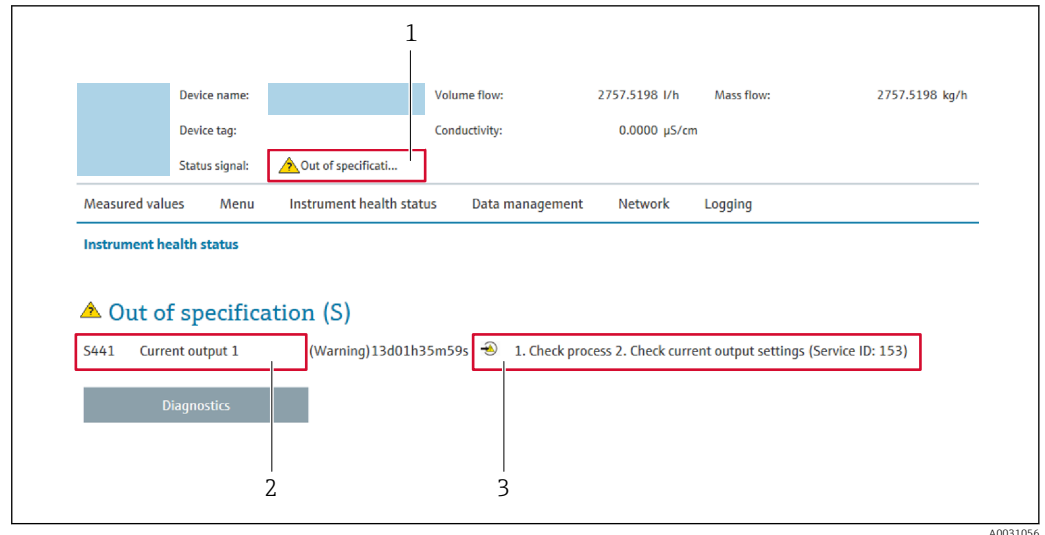 1
Device name: Volume flow: 2757.5198 l/h Mass flow: 2757.5198 kg/h
Device tag: Conductivity: 0.0000 µS/cm
Status signal: Out of specificati...
Measured values Menu Instrument health status Data management Network Logging
Instrument health status
Out of specification (S)
S441 Current output 1 (Warning)13d01h35m59s 1. Check process 2. Check current output settings (Service ID: 153)
Diagnostics
2 3
A0031056